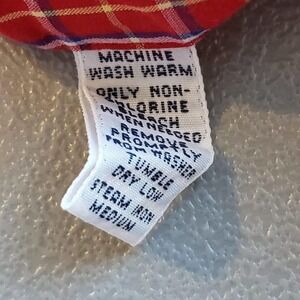 MACHINE
WASH WARM
ONLY NON-
CHLORINE
BLEACH
WHEN NEEDED
REMOVE
PROMPTLY
FROM WASHER
TUMBLE
DRY LOW
STEAM IRON
MEDIUM